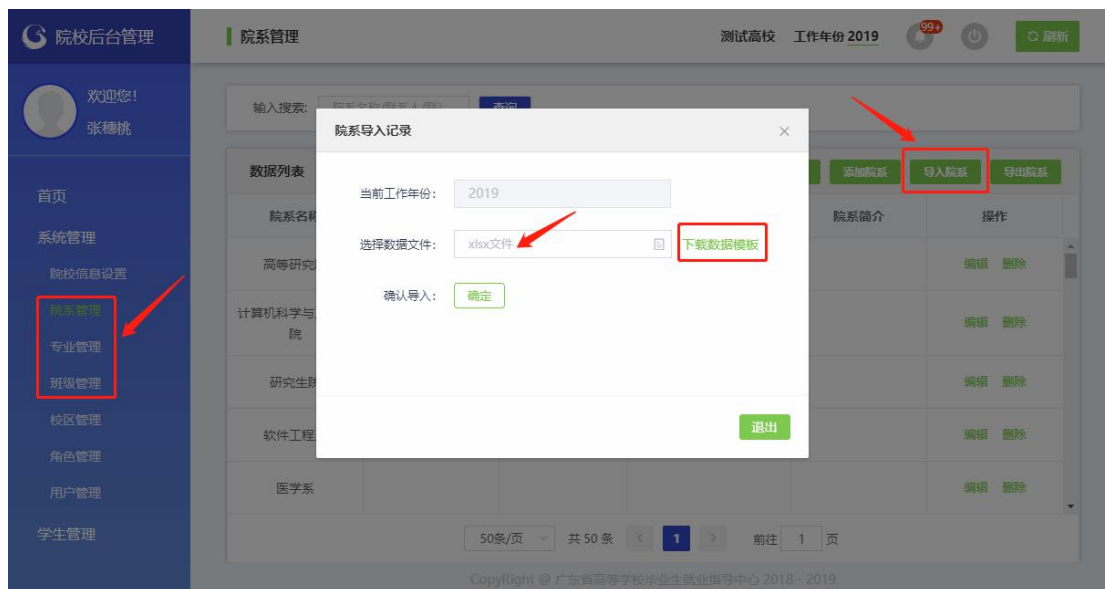 院校后台管理
院系管理
测试高校 工作年份 2019
99+
刷新
欢迎您!
张穗桃
输入搜索:
查询
院系导入记录
数据列表
添加院系 导入院系 导出院系
当前工作年份: 2019
首页
院系名称 院系简介 操作
系统管理
选择数据文件: xlsx文件 下载数据模板
院校信息设置
高等研究
编辑 删除
确认导入: 确定
院系管理
计算机科学与
院
编辑 删除
专业管理
班级管理
研究生
编辑 删除
校区管理
退出
软件工程
编辑 删除
角色管理
用户管理
医学系
编辑 删除
学生管理
50条/页 共 50 条 < 1 > 前往 1 页
CopyRight @ 广东省高等学校毕业生就业指导中心 2018 - 2019